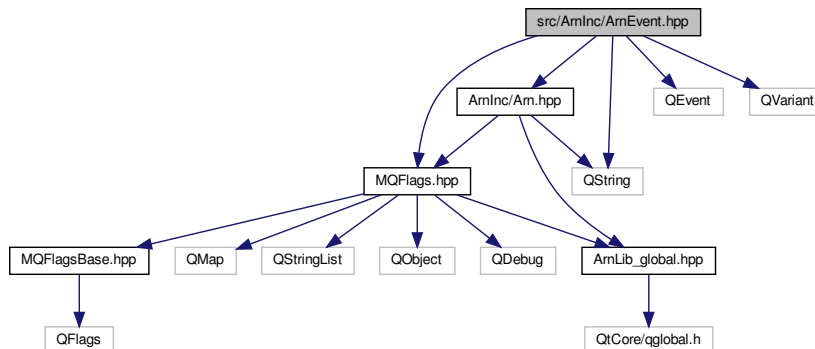 src/ArnInc/ArnEvent.hpp
ArnInc/Arn.hpp
QEvent
QVariant
MQFlags.hpp
QString
MQFlagsBase.hpp
QMap
QStringList
QObject
QDebug
ArnLib_global.hpp
QFlags
QtCore/qglobal.h